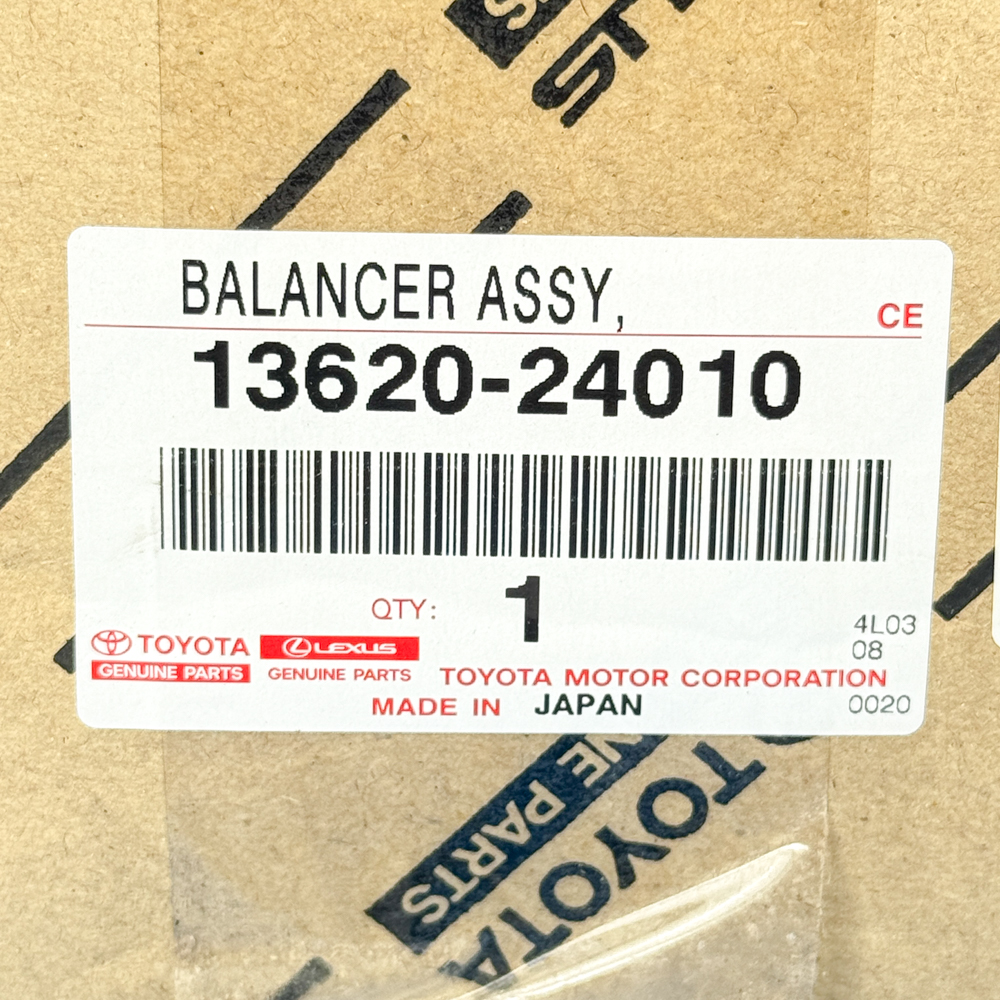 BALANCER ASSY,
CE
13620-24010
QTY: 1
4L03
08
TOYOTA LEXUS
GENUINE PARTS GENUINE PARTS
TOYOTA MOTOR CORPORATION
MADE IN JAPAN
0020
PARTS
TOYOTA